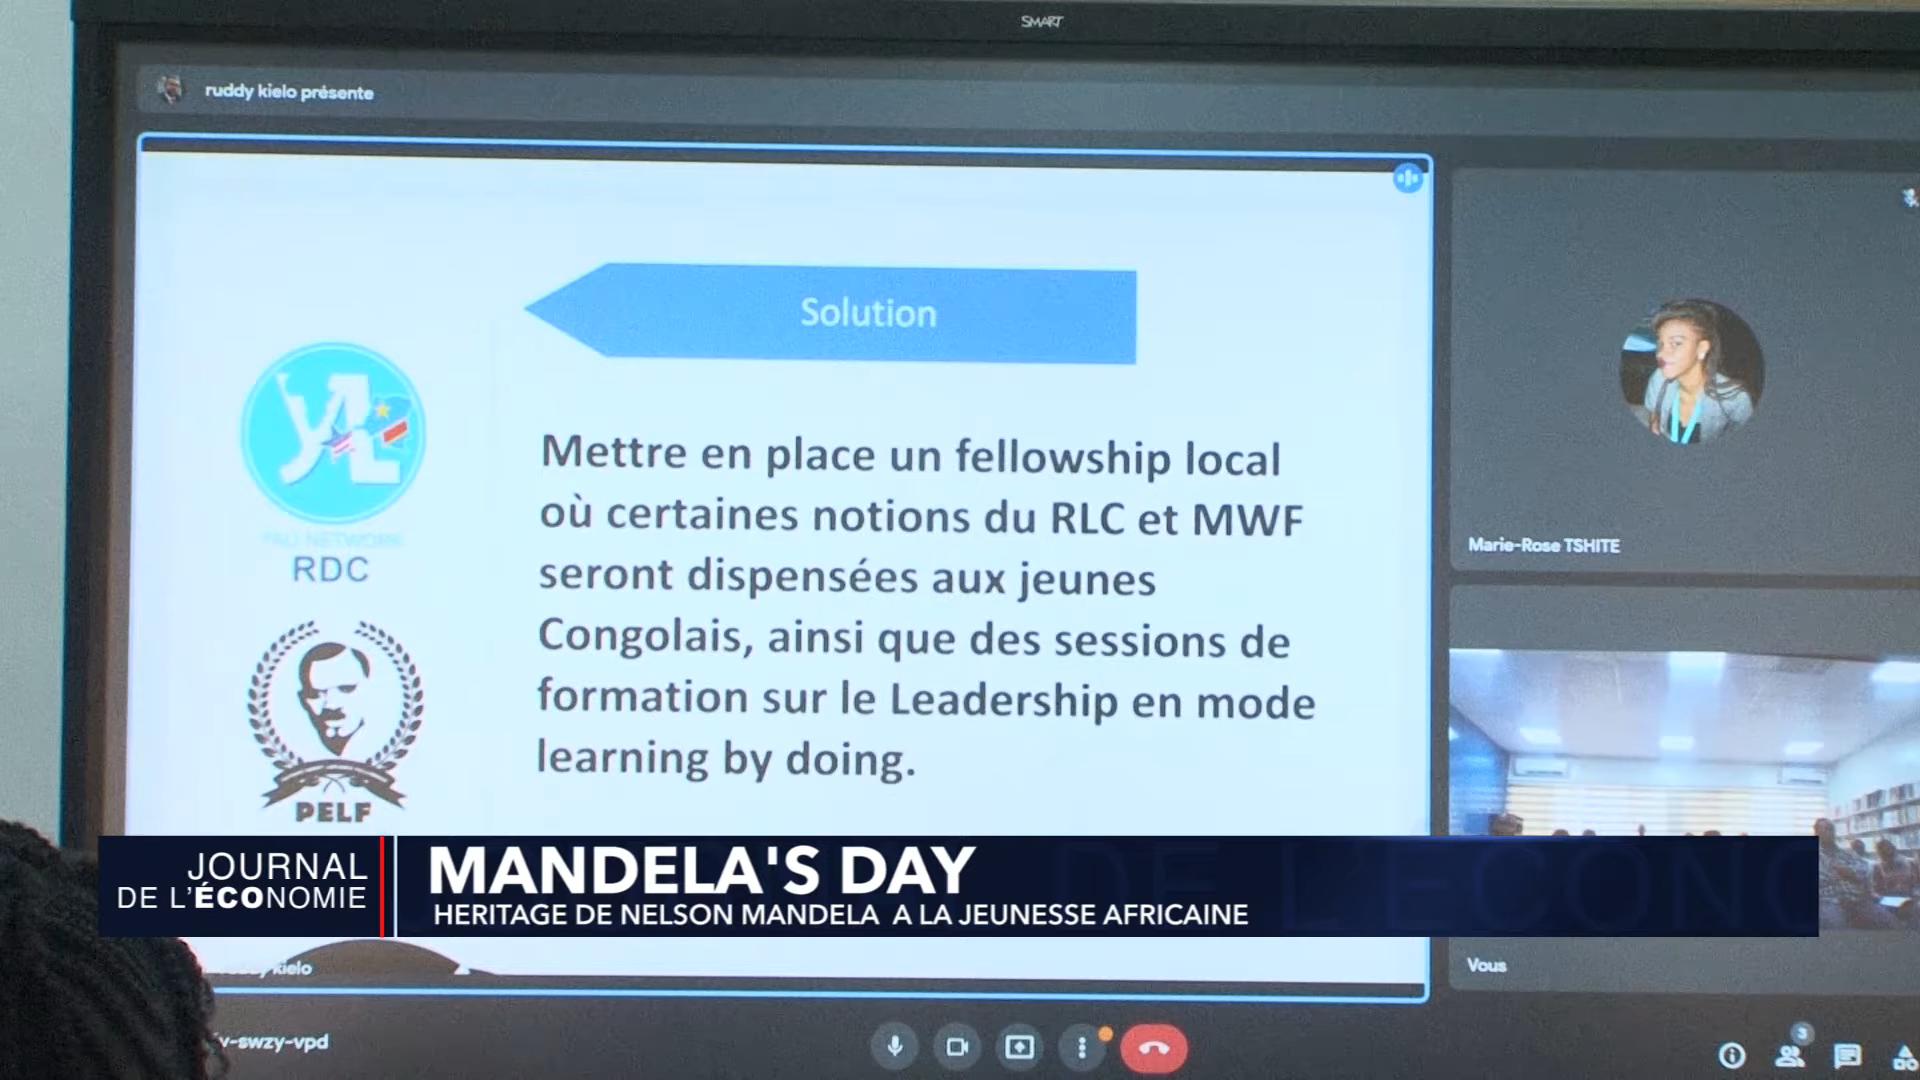 SMART
ruddy kielo présente
Solution
YALI NETWORK
RDC
PELF
Mettre en place un fellowship local
où certaines notions du RLC et MWF
seront dispensées aux jeunes
Congolais, ainsi que des sessions de
formation sur le Leadership en mode
learning by doing.
Marie-Rose TSHITE
Vous
JOURNAL
DE L'ÉCONOMIE
MANDELA'S DAY
HERITAGE DE NELSON MANDELA A LA JEUNESSE AFRICAINE
kielo
v-swzy-vpd
3